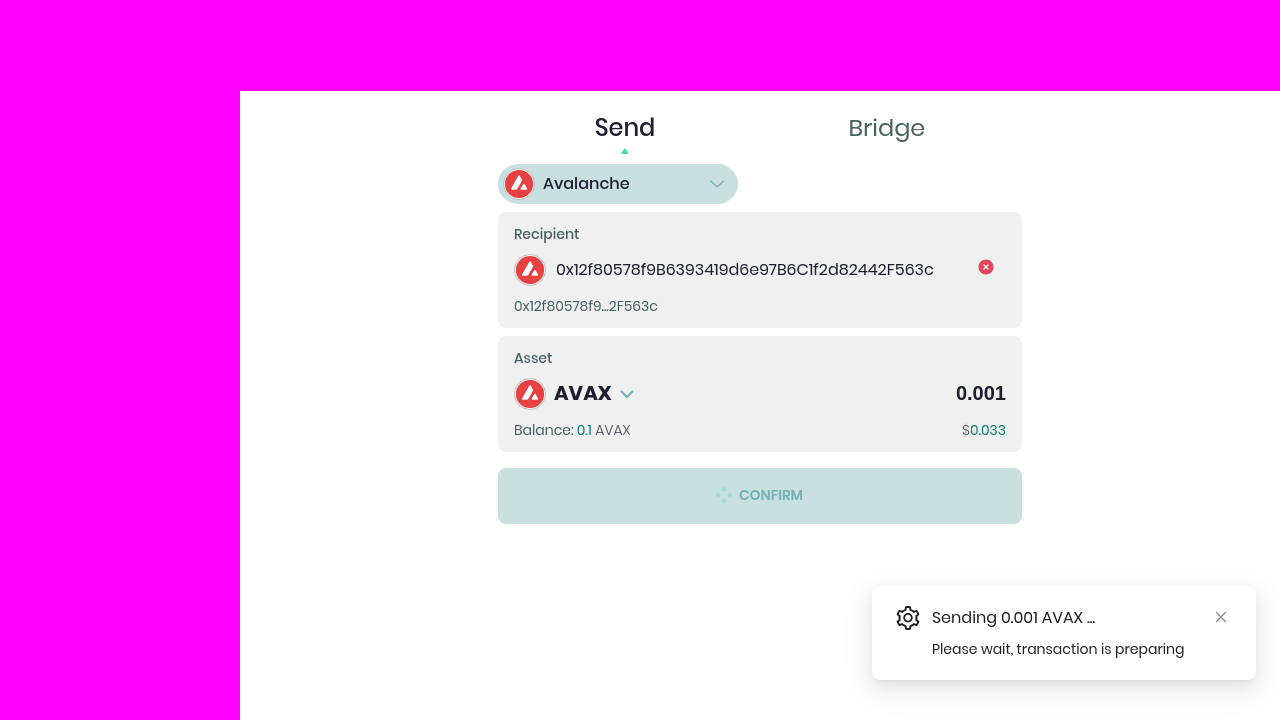 Send
Bridge
Avalanche
Recipient
0x12f80578f9B6393419d6e97B6C1f2d82442F563c
0x12f80578f9...2F563c
Asset
AVAX
0.001
Balance: 0.1 AVAX
$0.033
CONFIRM
Sending 0.001 AVAX ...
Please wait, transaction is preparing